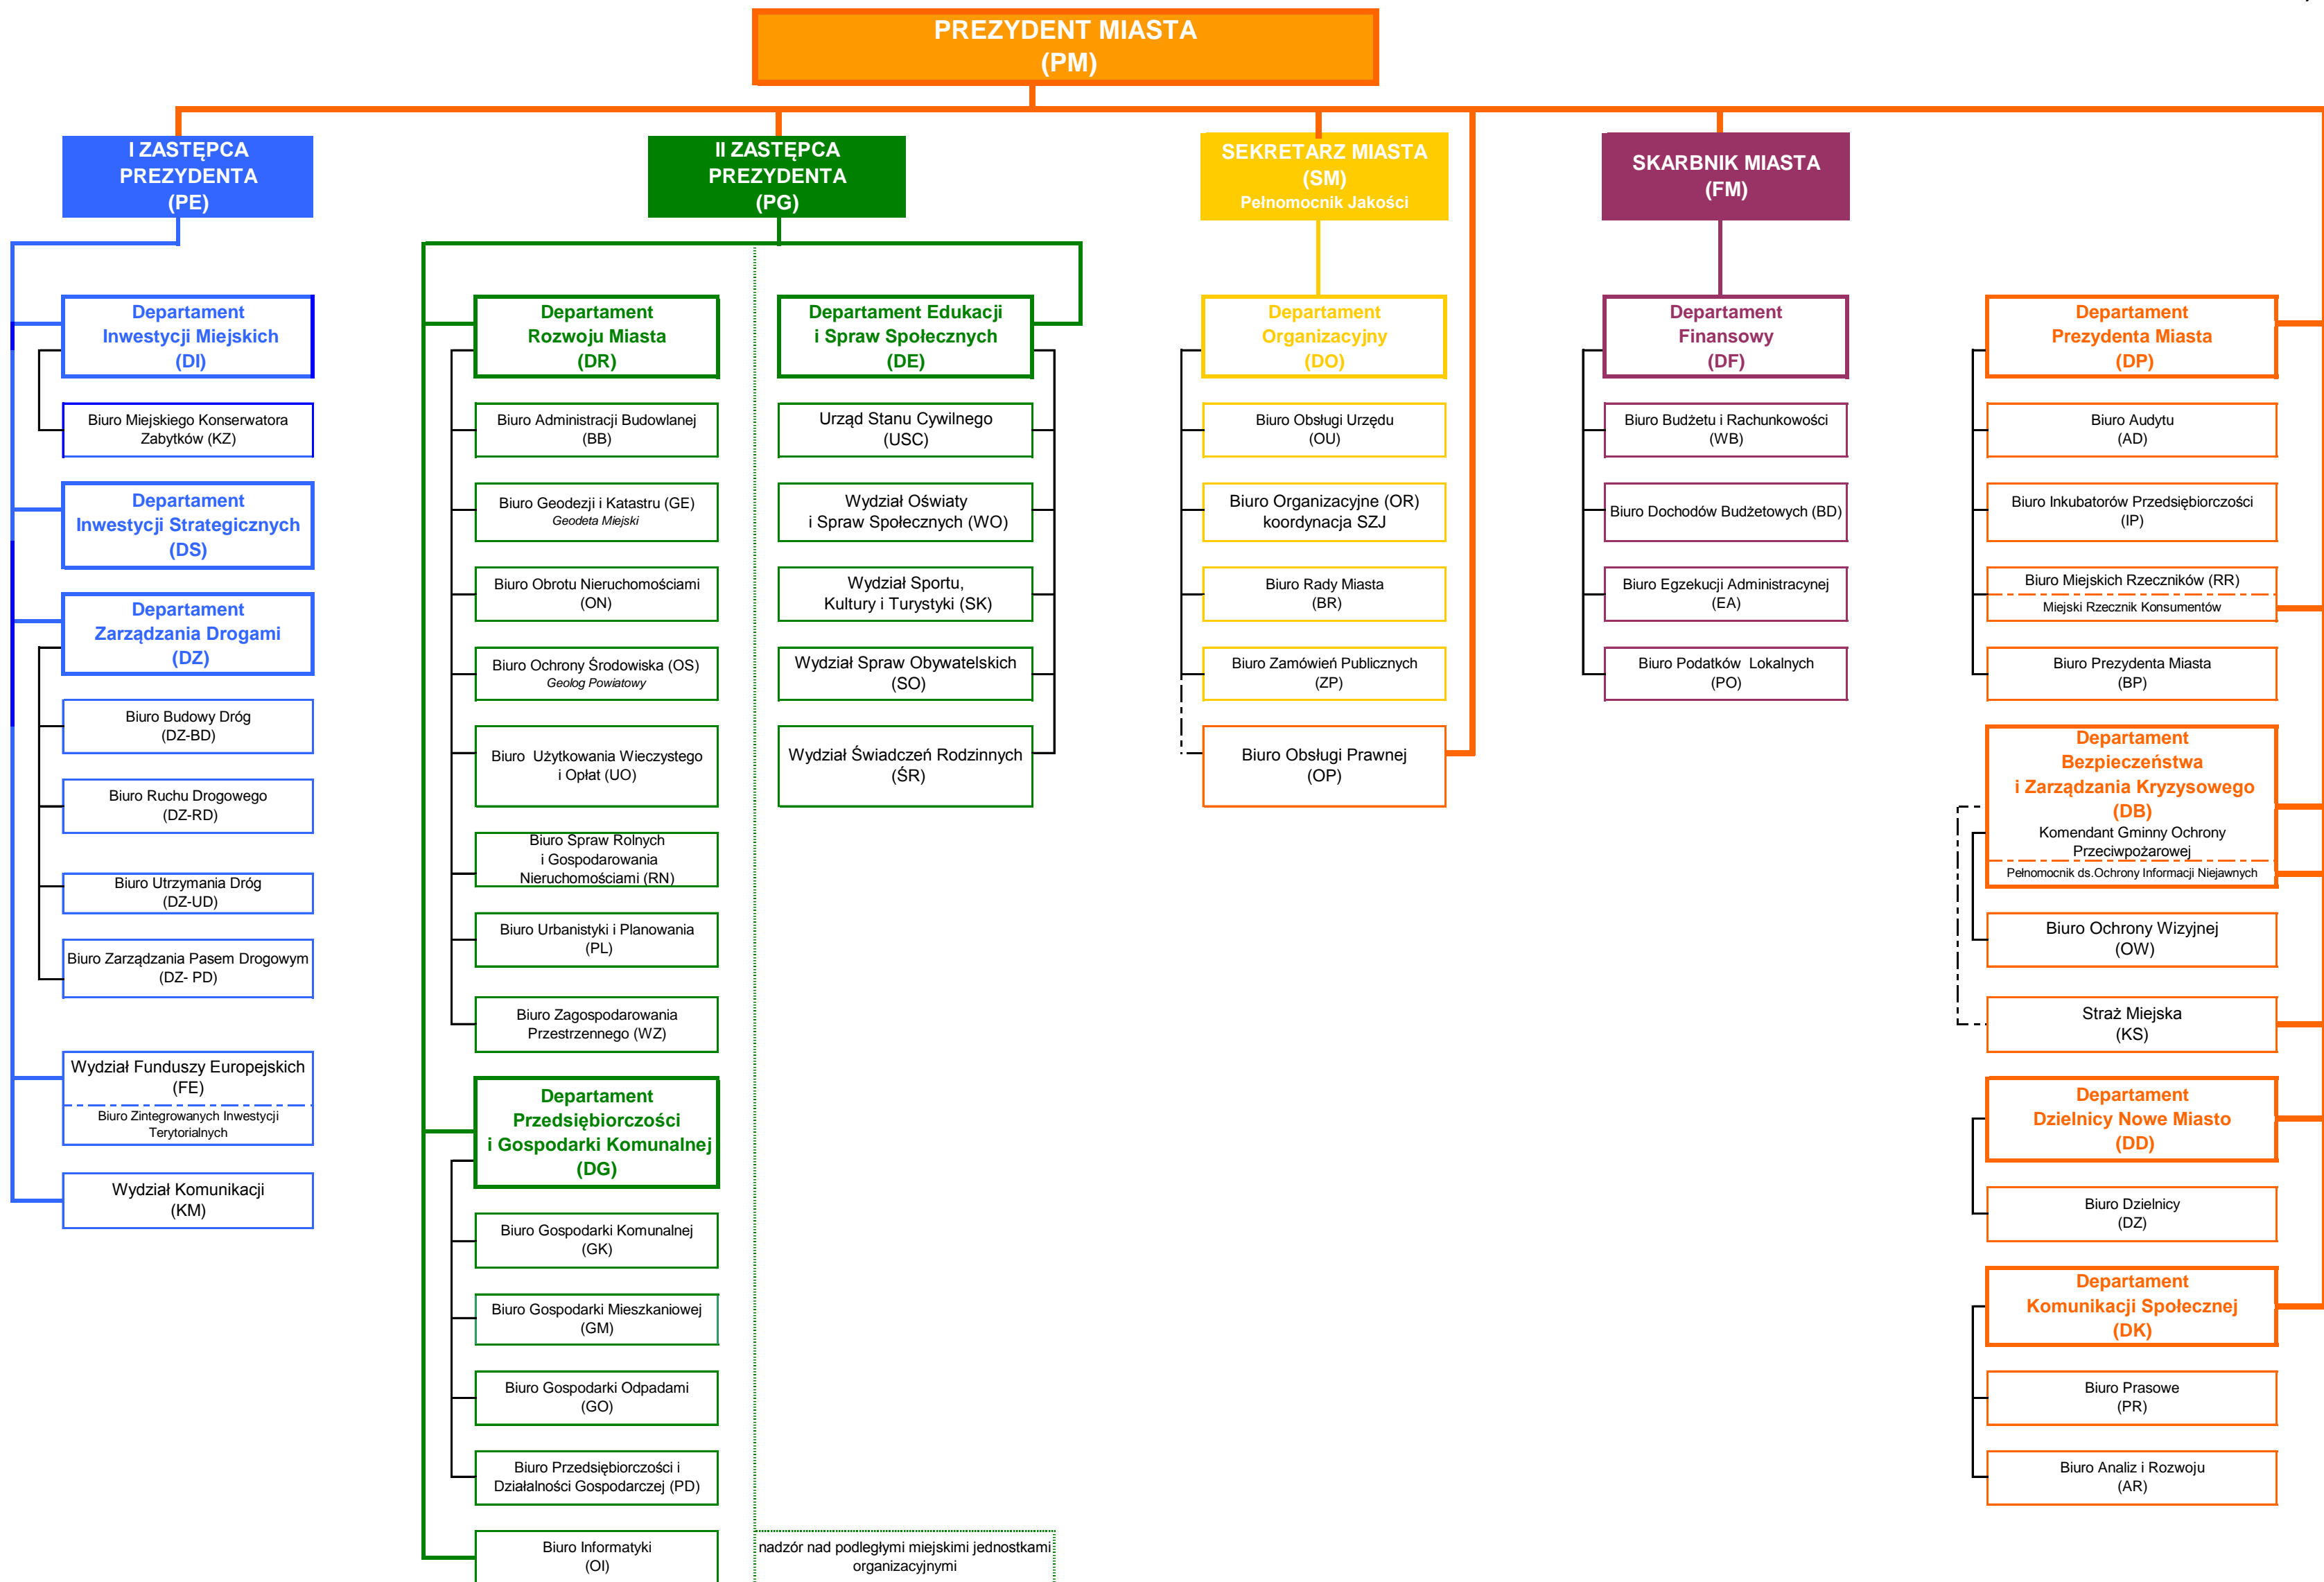 PREZYDENT MIASTA
(PM)
I ZASTĘPCA
PREZYDENTA
(PE)
II ZASTĘPCA
PREZYDENTA
(PG)
SEKRETARZ MIASTA
(SM)
Pełnomocnik Jakości
SKARBNIK MIASTA
(FM)
Departament
Inwestycji Miejskich
(DI)
Biuro Miejskiego Konserwatora
Zabytków (KZ)
Departament
Inwestycji Strategicznych
(DS)
Departament
Zarządzania Drogami
(DZ)
Biuro Budowy Dróg
(DZ-BD)
Biuro Ruchu Drogowego
(DZ-RD)
Biuro Utrzymania Dróg
(DZ-UD)
Biuro Zarządzania Pasem Drogowym
(DZ- PD)
Wydział Funduszy Europejskich
(FE)
Biuro Zintegrowanych Inwestycji
Terytorialnych
Wydział Komunikacji
(KM)
Departament
Rozwoju Miasta
(DR)
Biuro Administracji Budowlanej
(BB)
Biuro Geodezji i Katastru (GE)
Geodeta Miejski
Biuro Obrotu Nieruchomościami
(ON)
Biuro Ochrony Środowiska (OS)
Geolog Powiatowy
Biuro  Użytkowania Wieczystego
i Opłat (UO)
Biuro Spraw Rolnych
i Gospodarowania
Nieruchomościami (RN)
Biuro Urbanistyki i Planowania
(PL)
Biuro Zagospodarowania
Przestrzennego (WZ)
Departament
Przedsiębiorczości
i Gospodarki Komunalnej
(DG)
Biuro Gospodarki Komunalnej
(GK)
Biuro Gospodarki Mieszkaniowej
(GM)
Biuro Gospodarki Odpadami
(GO)
Biuro Przedsiębiorczości i
Działalności Gospodarczej (PD)
Biuro Informatyki
(OI)
Departament Edukacji
i Spraw Społecznych
(DE)
Urząd Stanu Cywilnego
(USC)
Wydział Oświaty
i Spraw Społecznych (WO)
Wydział Sportu,
Kultury i Turystyki (SK)
Wydział Spraw Obywatelskich
(SO)
Wydział Świadczeń Rodzinnych
(ŚR)
nadzór nad podległymi miejskimi jednostkami
organizacyjnymi
Departament
Organizacyjny
(DO)
Biuro Obsługi Urzędu
(OU)
Biuro Organizacyjne (OR)
koordynacja SZJ
Biuro Rady Miasta
(BR)
Biuro Zamówień Publicznych
(ZP)
Biuro Obsługi Prawnej
(OP)
Departament
Finansowy
(DF)
Biuro Budżetu i Rachunkowości
(WB)
Biuro Dochodów Budżetowych (BD)
Biuro Egzekucji Administracynej
(EA)
Biuro Podatków  Lokalnych
(PO)
Departament
Prezydenta Miasta
(DP)
Biuro Audytu
(AD)
Biuro Inkubatorów Przedsiębiorczości
(IP)
Biuro Miejskich Rzeczników (RR)
Miejski Rzecznik Konsumentów
Biuro Prezydenta Miasta
(BP)
Departament
Bezpieczeństwa
i Zarządzania Kryzysowego
(DB)
Komendant Gminny Ochrony
Przeciwpożarowej
Pełnomocnik ds.Ochrony Informacji Niejawnych
Biuro Ochrony Wizyjnej
(OW)
Straż Miejska
(KS)
Departament
Dzielnicy Nowe Miasto
(DD)
Biuro Dzielnicy
(DZ)
Departament
Komunikacji Społecznej
(DK)
Biuro Prasowe
(PR)
Biuro Analiz i Rozwoju
(AR)